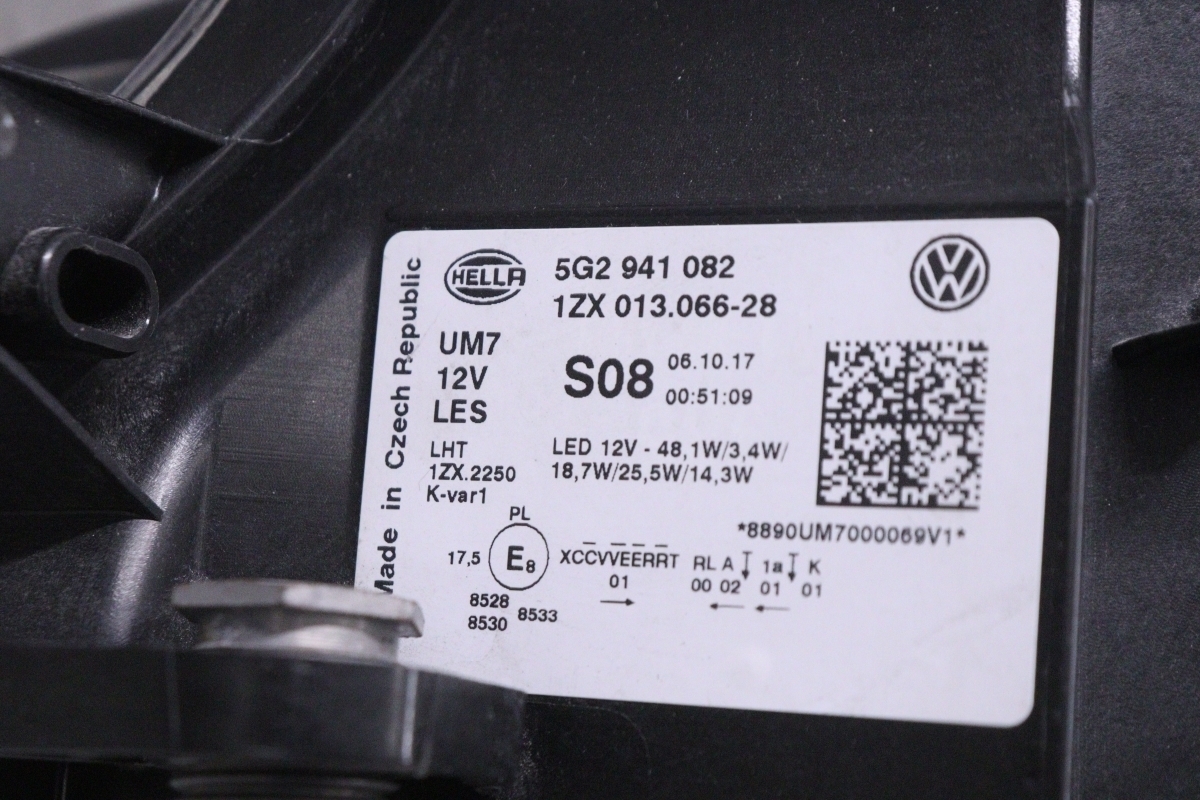 Made in Czech Republic
HELLA
5G2 941 082
1ZX 013.066-28
UM7
12V
LES
S08
06.10.17
00:51:09
LHT
1ZX.2250
K-var1
LED 12V - 48,1W/3,4W/
18,7W/25,5W/14,3W
*8890UM7000069V1*
PL
17,5
E8
XCCVVEERRT
01
RL A 1a K
00 02 01 01
8528
8530
8533